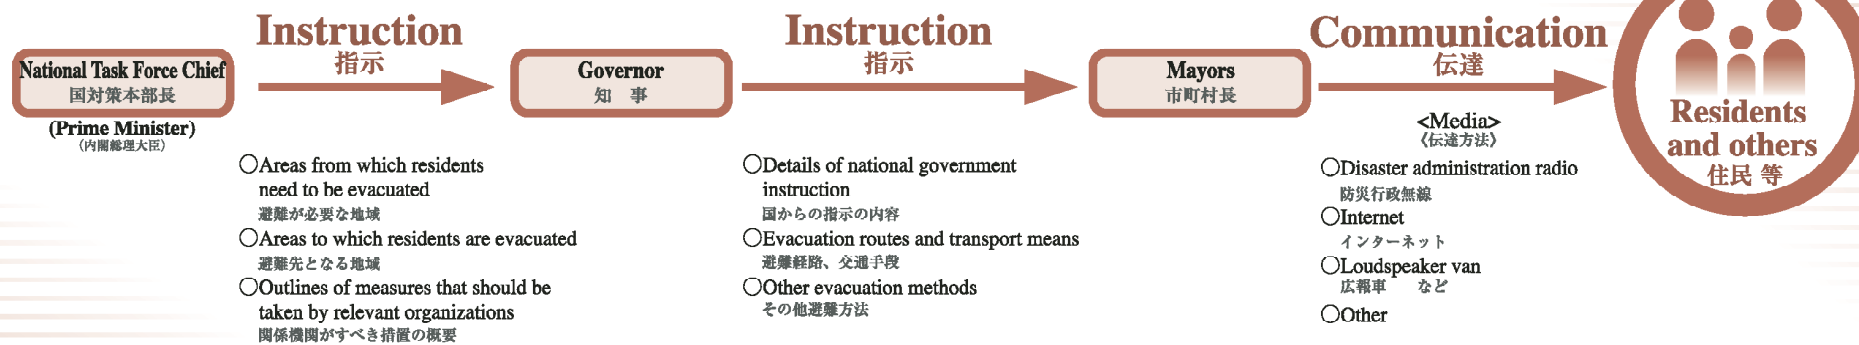 National Task Force Chief
国対策本部長
(Prime Minister)
（内閣総理大臣）
Instruction
指示
○Areas from which residents
need to be evacuated
避難が必要な地域
○Areas to which residents are evacuated
避難先となる地域
○Outlines of measures that should be
taken by relevant organizations
関係機関がすべき措置の概要
Governor
知　事
Instruction
指示
○Details of national government
instruction
国からの指示の内容
○Evacuation routes and transport means
避難経路、交通手段
○Other evacuation methods
その他避難方法
Mayors
市町村長
Communication
伝達
<Media>
〈伝達方法〉
○Disaster administration radio
防災行政無線
○Internet
インターネット
○Loudspeaker van
広報車　　など
○Other
Residents
and others
住民 等